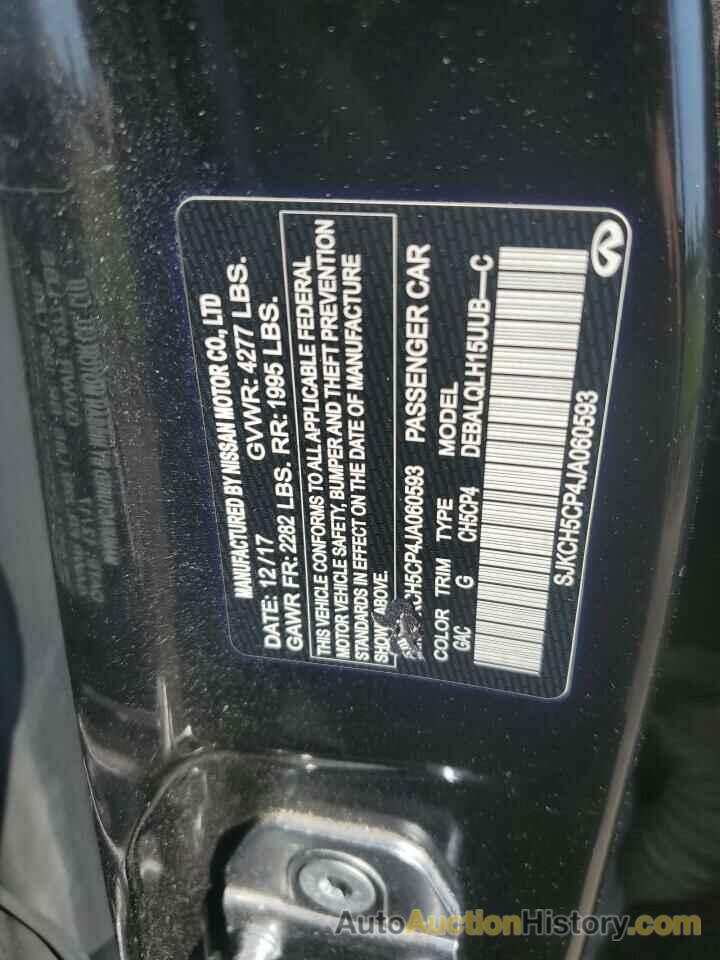 MANUFACTURED BY NISSAN MOTOR CO., LTD
DATE: 12/17 GVWR: 4277 LBS.
GAWR FR: 2282 LBS. RR: 1995 LBS.
THIS VEHICLE CONFORMS TO ALL APPLICABLE FEDERAL
MOTOR VEHICLE SAFETY, BUMPER AND THEFT PREVENTION
STANDARDS IN EFFECT ON THE DATE OF MANUFACTURE
SHOWN ABOVE.
CH5CP4JA060593 PASSENGER CAR
COLOR TRIM TYPE MODEL
G4C G CH5CP4 DEBALQLH15UUB—C
SJKCH5CP4JA060593
AutoAuctionHistory.com